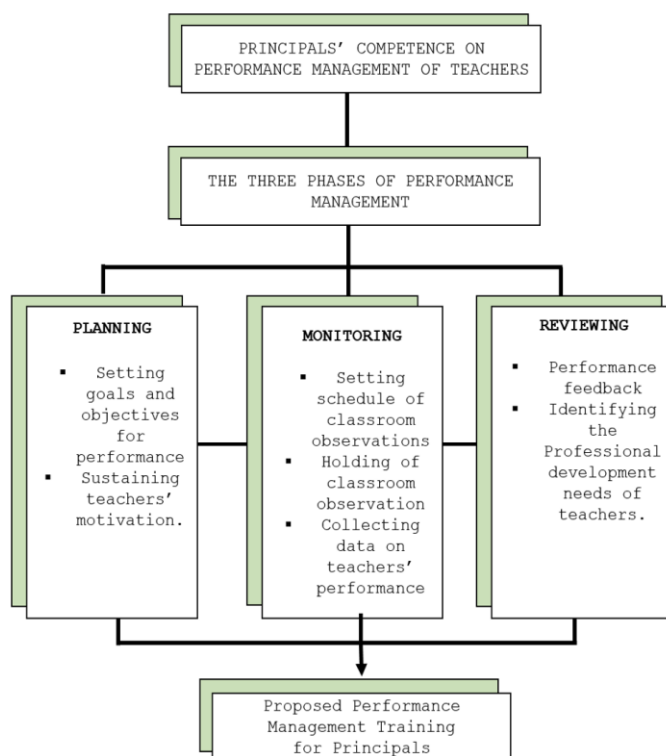 PRINCIPALS’ COMPETENCE ON
PERFORMANCE MANAGEMENT OF TEACHERS
THE THREE PHASES OF PERFORMANCE
MANAGEMENT
PLANNING
▪ Setting
goals and
objectives
for
performance
▪ Sustaining
teachers’
motivation.
MONITORING
▪ Setting
schedule of
classroom
observations
▪ Holding of
classroom
observation
▪ Collecting
data on
teachers’
performance
REVIEWING
▪ Performance
feedback
▪ Identifying
the
Professional
development
needs of
teachers.
Proposed Performance
Management Training
for Principals